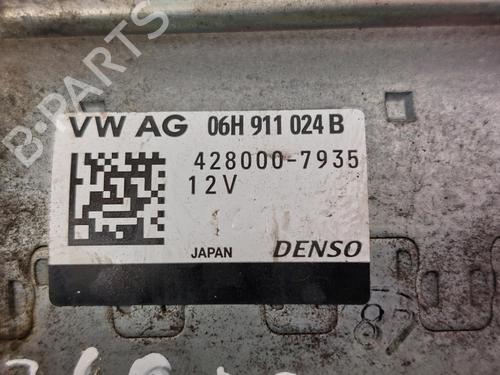 B-PARTS
VW AG 06H 911 024 B
428000-7935
12V
JAPAN DENSO